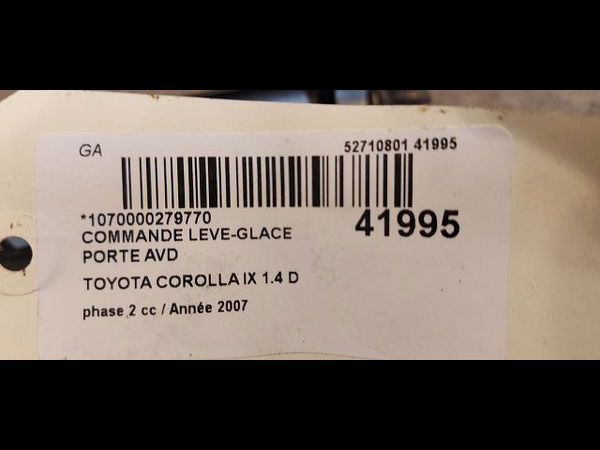 GA
52710801 41995
*1070000279770
41995
COMMANDE LEVE-GLACE
PORTE AVD
TOYOTA COROLLA IX 1.4 D
phase 2 cc / Année 2007